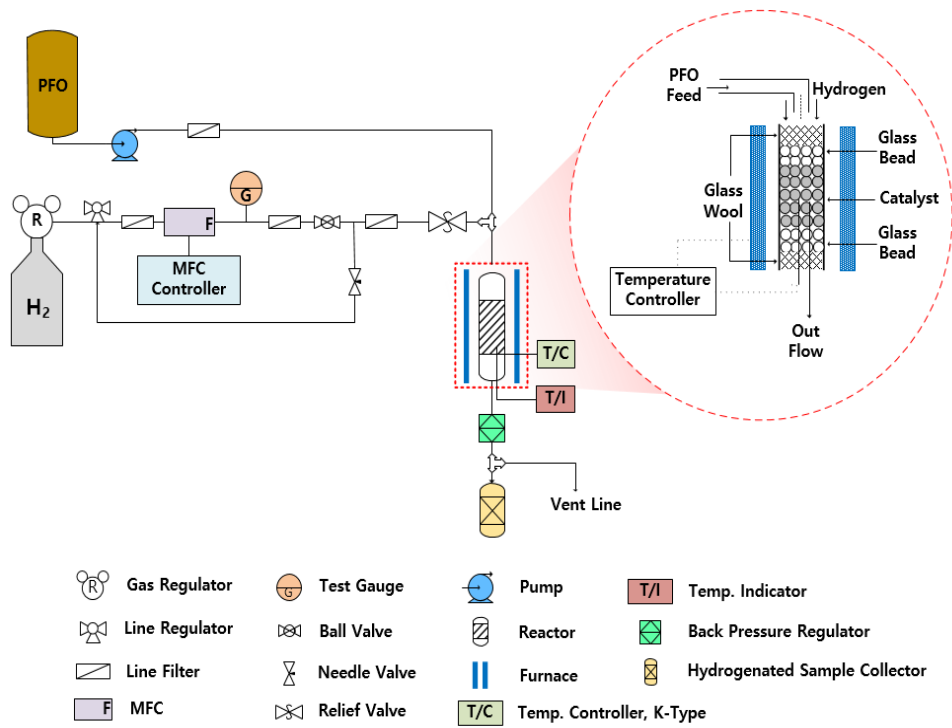 PFO
R
H2
MFC
Controller
F
G
T/C
T/I
Vent Line
PFO
Feed
Hydrogen
Glass
Bead
Glass
Wool
Catalyst
Glass
Bead
Temperature
Controller
Out
Flow
R Gas Regulator
G Test Gauge
Pump
T/I Temp. Indicator
Line Regulator
Ball Valve
Reactor
Back Pressure Regulator
Line Filter
Needle Valve
Furnace
Hydrogenated Sample Collector
F MFC
Relief Valve
T/C Temp. Controller, K-Type